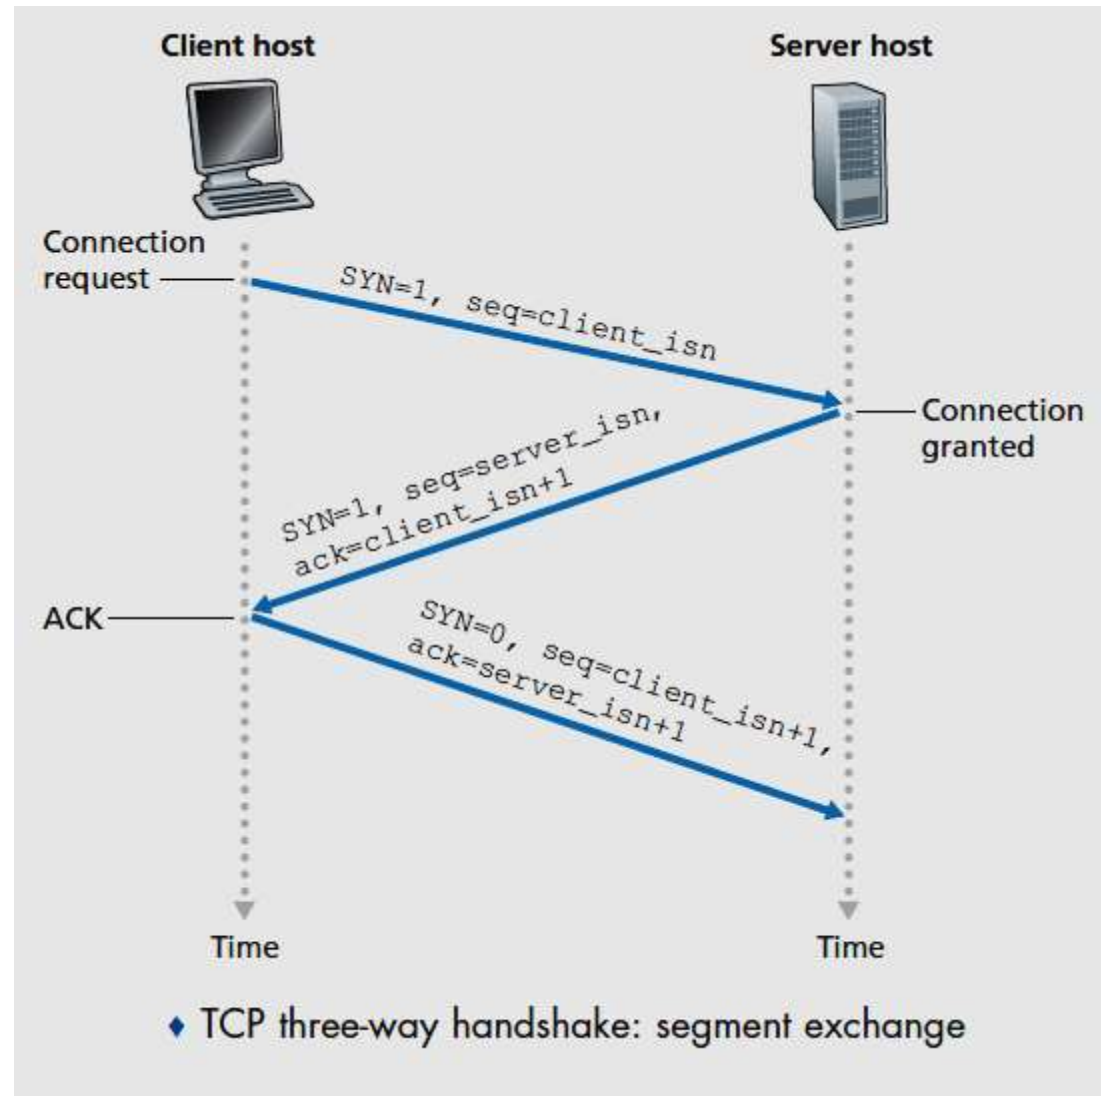 Client host
Server host
Connection
request
SYN=1, seq=client_isn
Connection
granted
SYN=1, seq=server_isn,
ack=client_isn+1
ACK
SYN=0, seq=client_isn+1,
ack=server_isn+1
Time
Time
♦ TCP three-way handshake: segment exchange